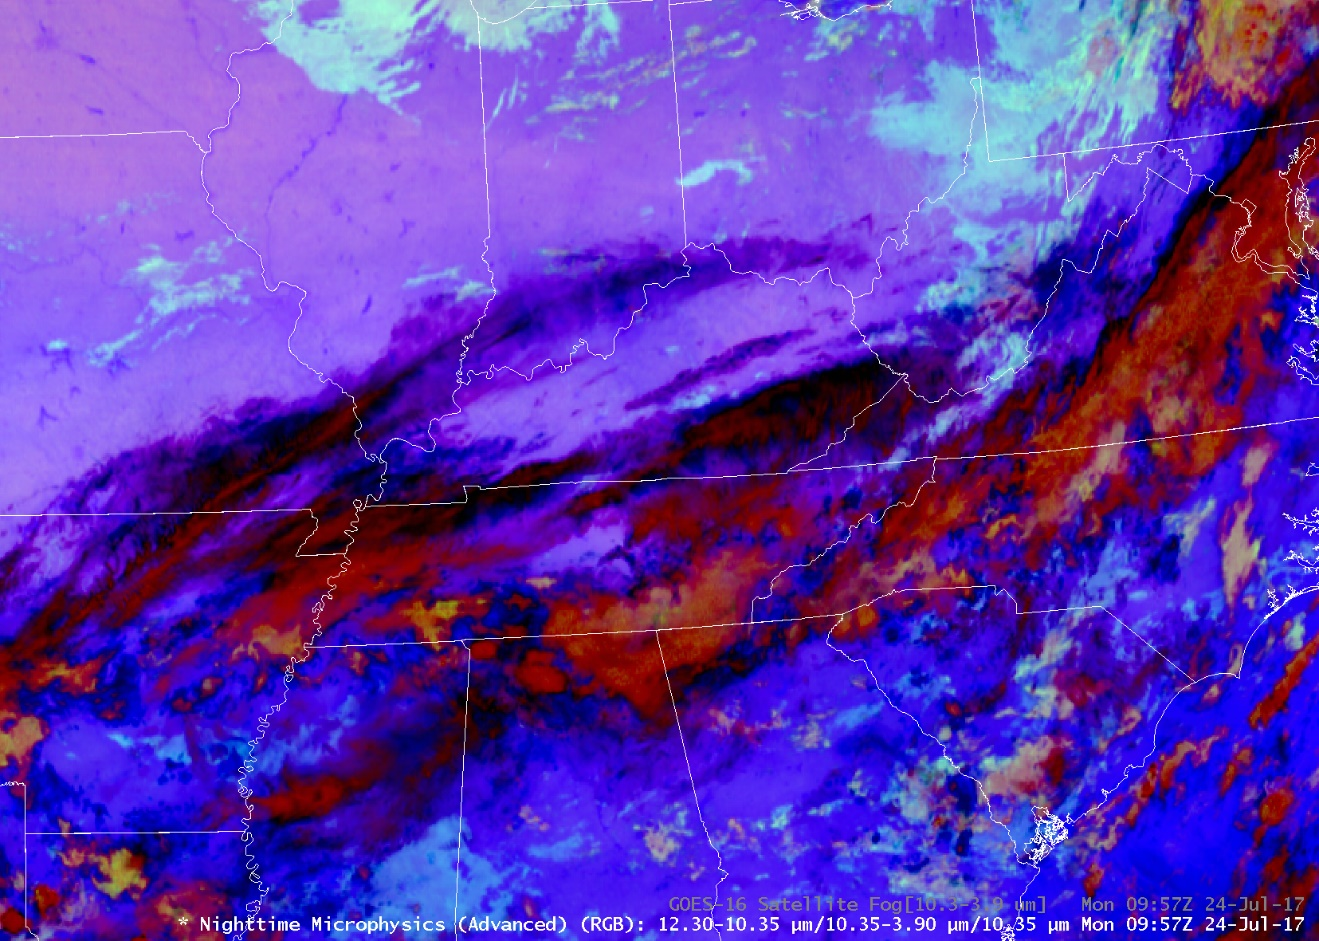 GOES-16 Satellite Fog[10.3-3.9 um] Mon 09:57Z 24-Jul-17
* Nighttime Microphysics (Advanced) (RGB): 12.30-10.35 µm/10.35-3.90 µm/10.35 µm Mon 09:57Z 24-Jul-17